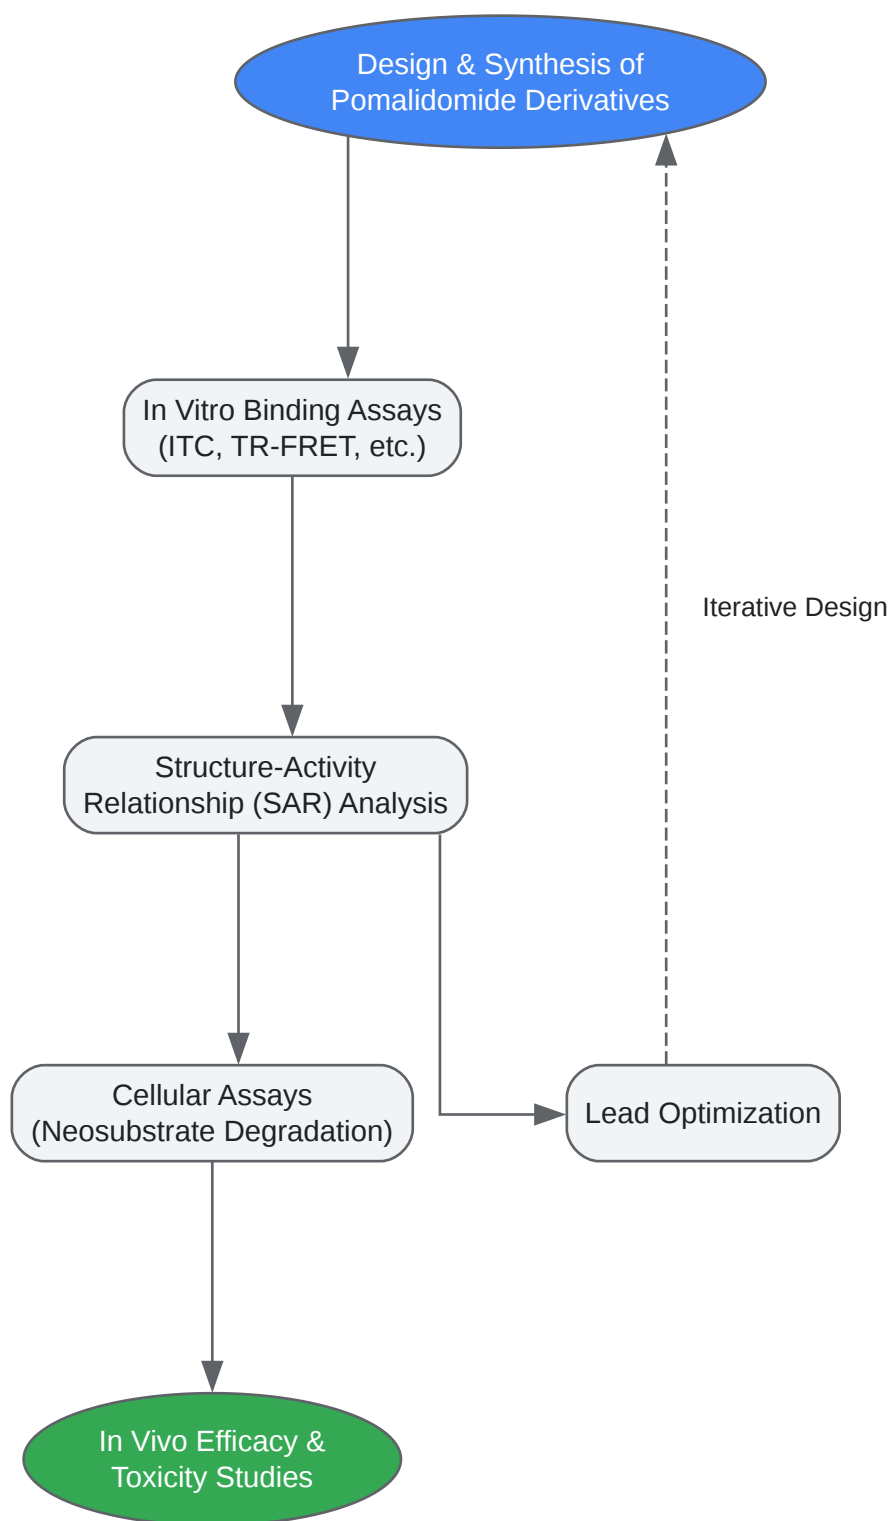 Design & Synthesis of
Pomalidomide Derivatives
In Vitro Binding Assays
(ITC, TR-FRET, etc.)
Iterative Design
Structure-Activity
Relationship (SAR) Analysis
Cellular Assays
(Neosubstrate Degradation)
Lead Optimization
In Vivo Efficacy &
Toxicity Studies